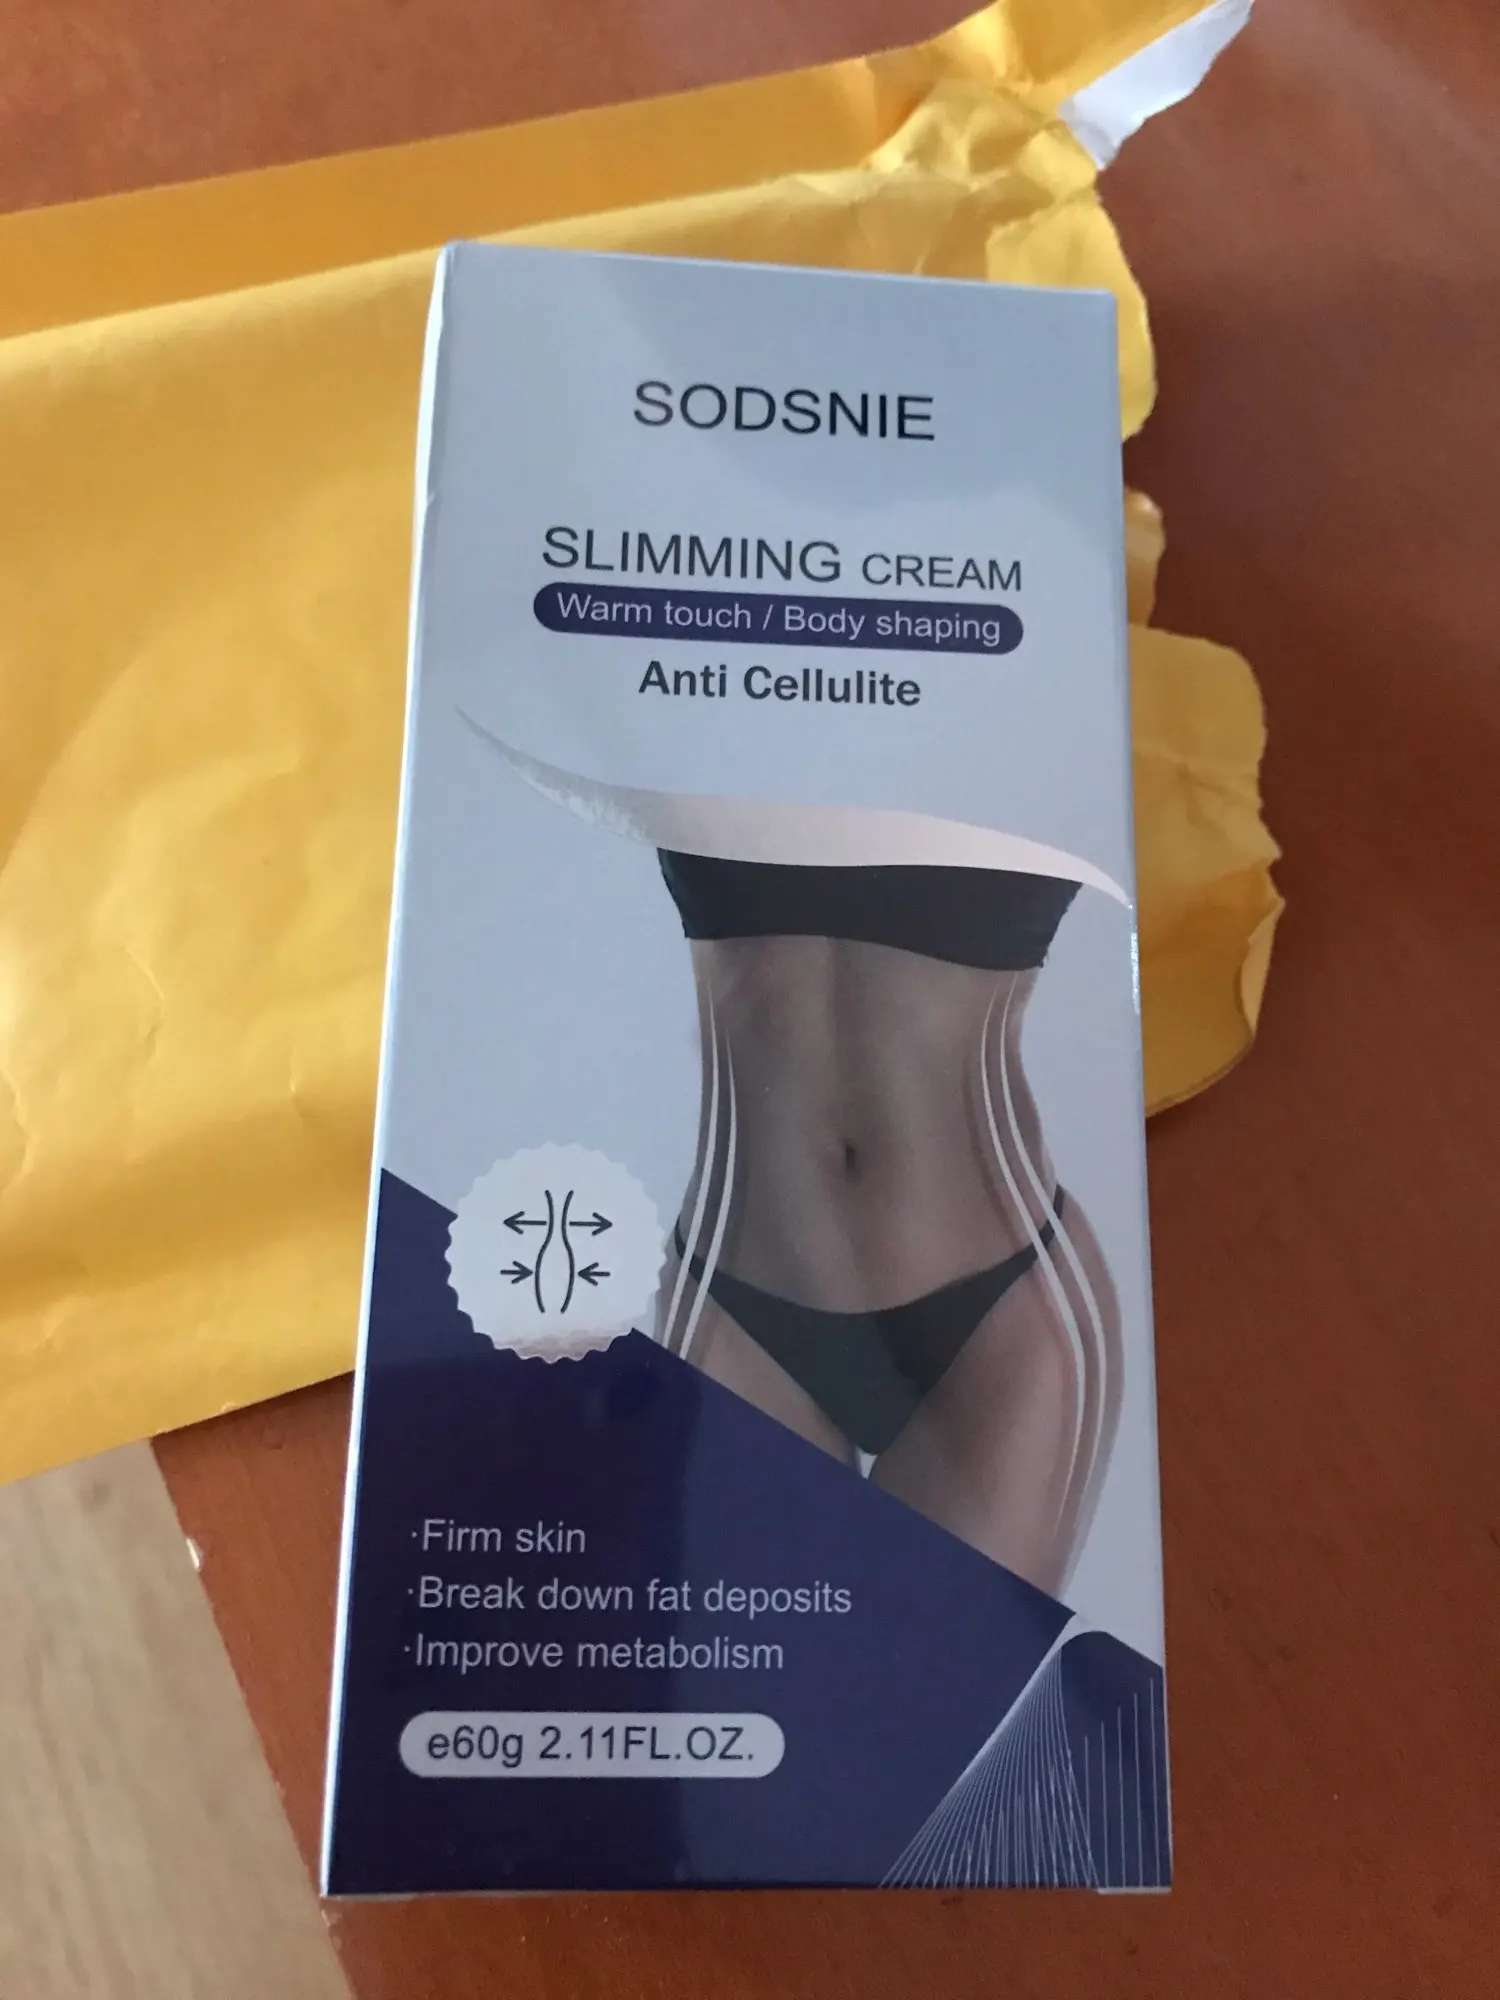 SODSNIE
SLIMMING CREAM
Warm touch / Body shaping
Anti Cellulite
·Firm skin
·Break down fat deposits
·Improve metabolism
e60g 2.11FL.OZ.